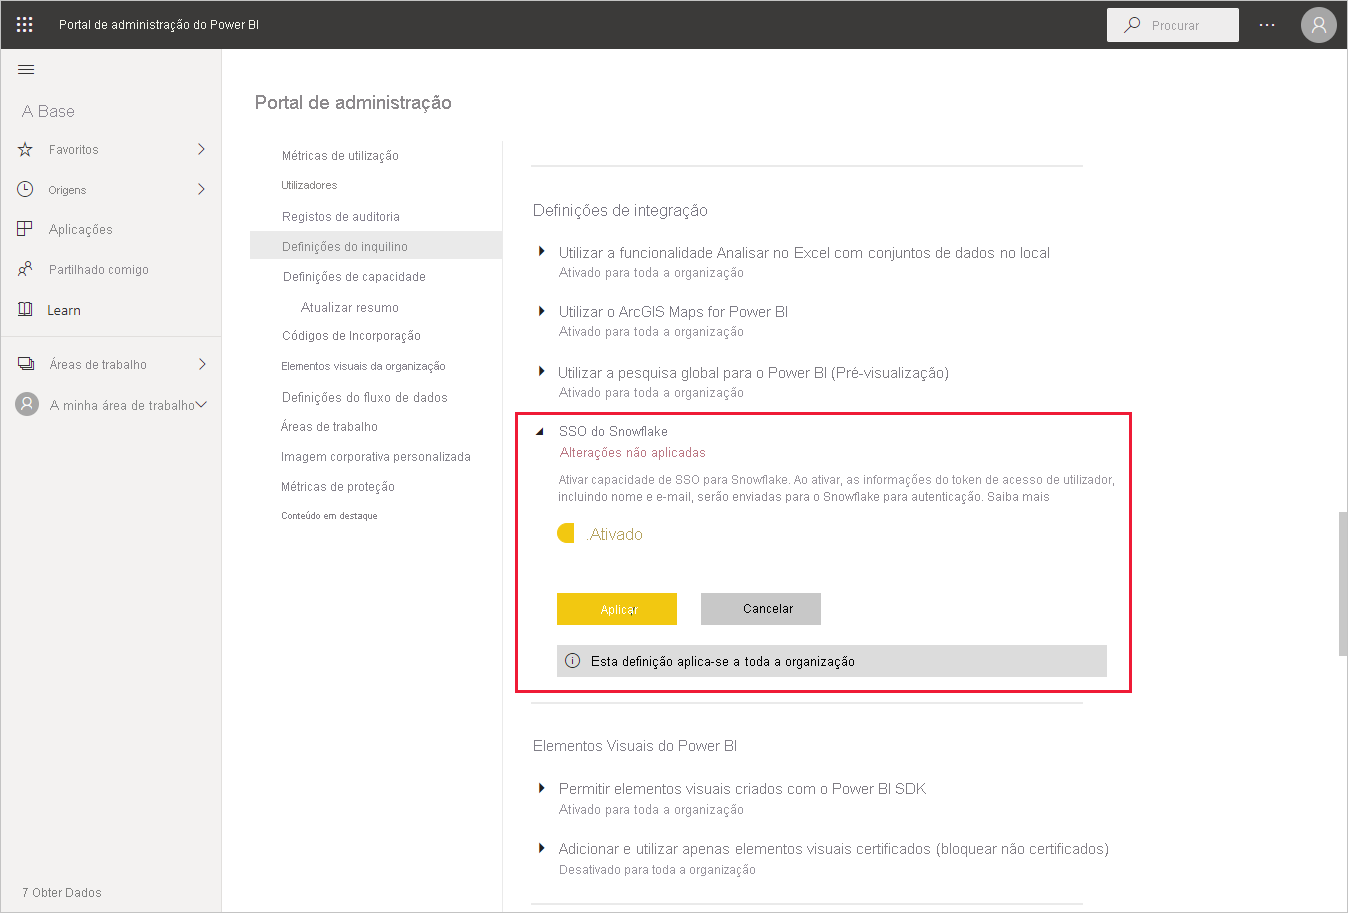 Portal de administração do Power BI
Procurar
A Base
Favoritos
Origens
Aplicações
Partilhado comigo
Learn
Áreas de trabalho
A minha área de trabalho
7 Obter Dados
Portal de administração
Métricas de utilização
Utilizadores
Registos de auditoria
Definições do inquilino
Definições de capacidade
Atualizar resumo
Códigos de Incorporação
Elementos visuais da organização
Definições do fluxo de dados
Áreas de trabalho
Imagem corporativa personalizada
Métricas de proteção
Conteúdo em destaque
Definições de integração
Utilizar a funcionalidade Analisar no Excel com conjuntos de dados no local
Ativado para toda a organização
Utilizar o ArcGIS Maps for Power BI
Ativado para toda a organização
Utilizar a pesquisa global para o Power BI (Pré-visualização)
Ativado para toda a organização
SSO do Snowflake
Alterações não aplicadas
Ativar capacidade de SSO para Snowflake. Ao ativar, as informações do token de acesso de utilizador,
incluindo nome e e-mail, serão enviadas para o Snowflake para autenticação. Saiba mais
.Ativado
Aplicar
Cancelar
Esta definição aplica-se a toda a organização
Elementos Visuais do Power BI
Permitir elementos visuais criados com o Power BI SDK
Ativado para toda a organização
Adicionar e utilizar apenas elementos visuais certificados (bloquear não certificados)
Desativado para toda a organização